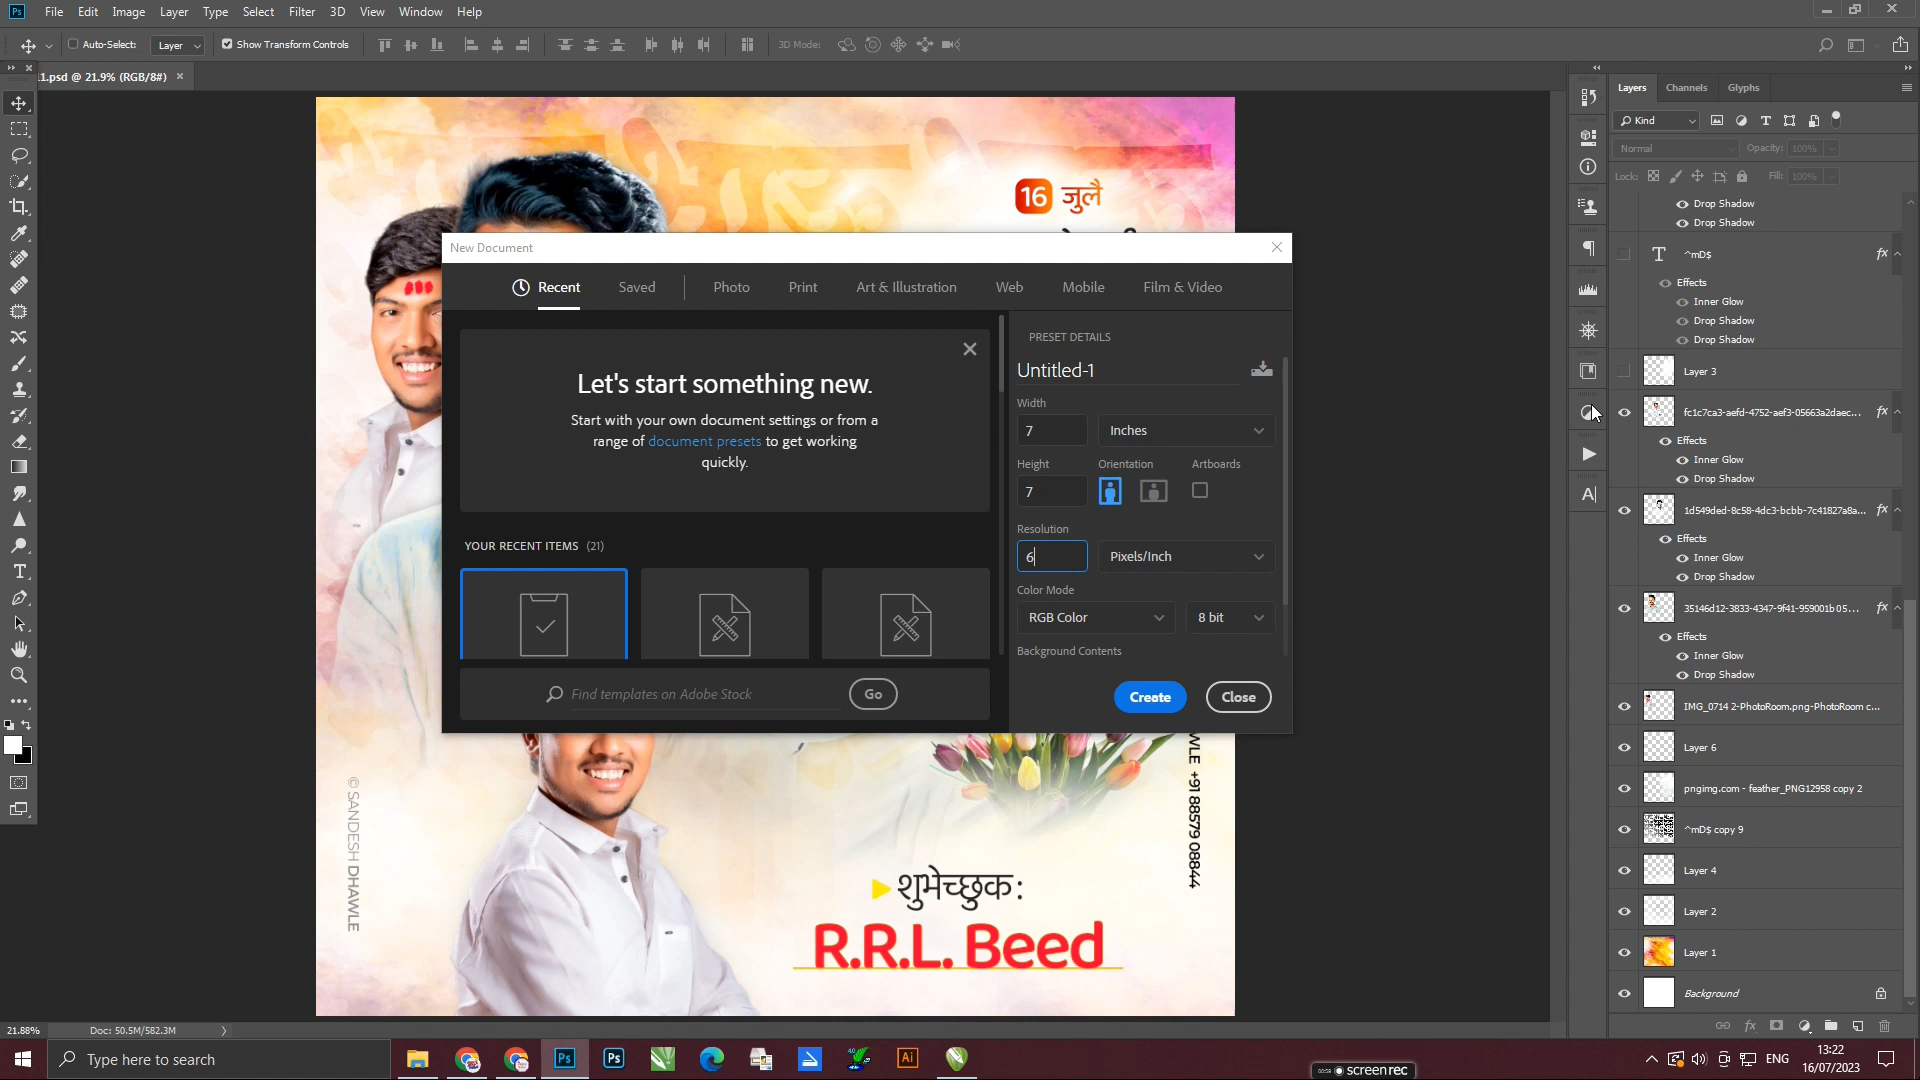 Ps File Edit Image Layer Type Select Filter 3D View Window Help
Auto-Select: Layer Show Transform Controls 3D Mode:
1.psd @ 21.9% (RGB/8#) ×
Layers Channels Glyphs
Kind
Normal Opacity: 100%
Lock: Fill: 100%
Drop Shadow
Drop Shadow
T ^mD$ fx
Effects
Inner Glow
Drop Shadow
Drop Shadow
Layer 3
fc1c7ca3-aefd-4752-aef3-05663a2daec... fx
Effects
Inner Glow
Drop Shadow
1d549ded-8c58-4dc3-bcbb-7c41827a8a... fx
Effects
Inner Glow
Drop Shadow
35146d12-3833-4347-9f41-959001b05... fx
Effects
Inner Glow
Drop Shadow
IMG_0714 2-PhotoRoom.png-PhotoRoom c...
Layer 6
pngimg.com - feather_PNG12958 copy 2
^mD$ copy 9
Layer 4
Layer 2
Layer 1
Background
16 जुलै
New Document
Recent Saved Photo Print Art & Illustration Web Mobile Film & Video
Let's start something new.
Start with your own document settings or from a
range of document presets to get working
quickly.
YOUR RECENT ITEMS (21)
Find templates on Adobe Stock Go
PRESET DETAILS
Untitled-1
Width
7 Inches
Height Orientation Artboards
7
Resolution
6 Pixels/Inch
Color Mode
RGB Color 8 bit
Background Contents
Create Close
© SANDESH DHAWLE
WLE +91 88579 08844
शुभेच्छुक:
R.R.L. Beed
21.88% Doc: 50.5M/582.3M
Type here to search
Ps Ps Ai
screenrec
ENG
13:22
16/07/2023